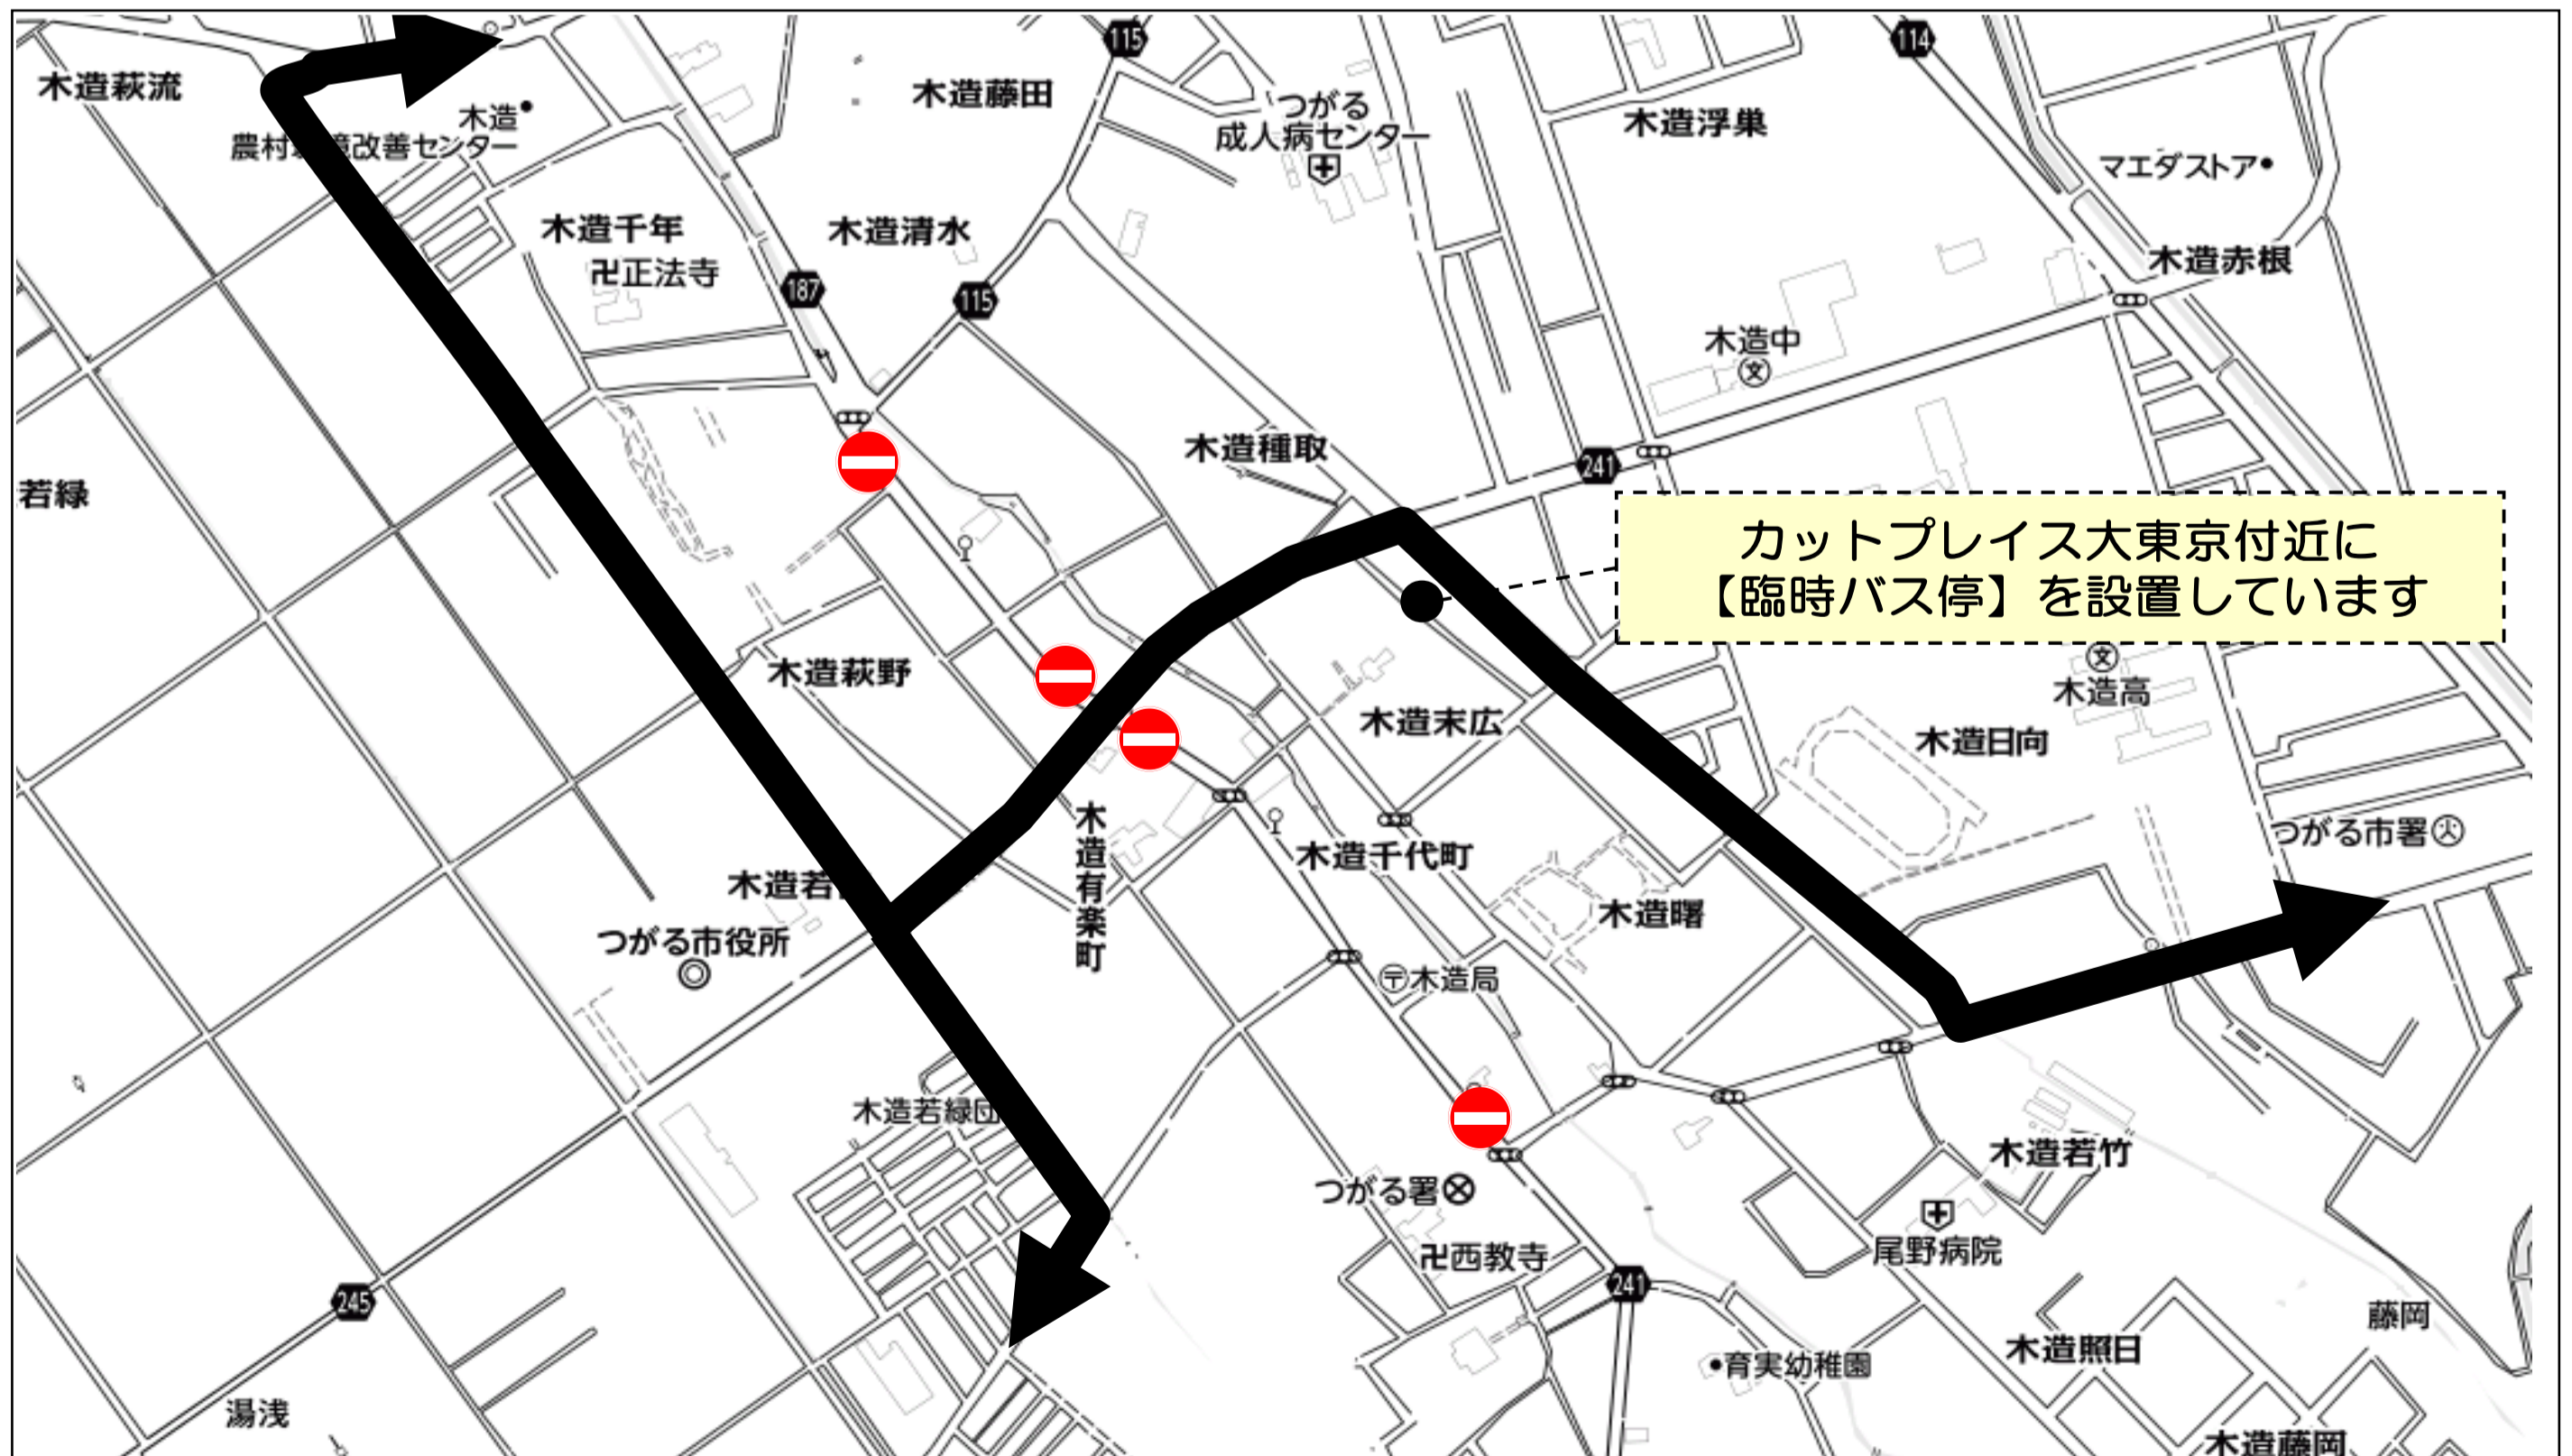 115
114
木造萩流
木造藤田
つがる
成人病センター
木造浮巣
木造
農村環境改善センター
マエダストア
木造千年
卍正法寺
木造清水
187
115
木造赤根
木造中
文
木造種取
241
若緑
カットプレイス大東京付近に
【臨時バス停】を設置しています
木造萩野
木造末広
文
木造高
木造日向
木造有楽町
つがる市署
火
木造千代町
木造若
木造曙
つがる市役所
〒木造局
木造若緑団
木造若竹
つがる署
卍西教寺
尾野病院
241
245
藤岡
木造照日
育実幼稚園
湯浅
木造藤岡